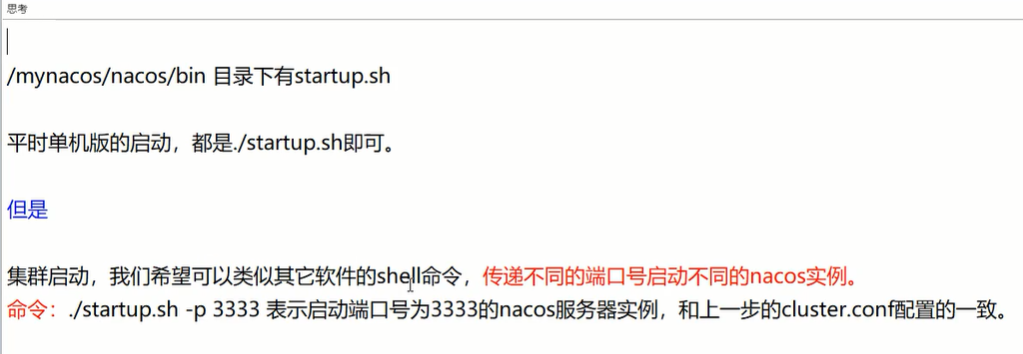 思考
/mynacos/nacos/bin 目录下有startup.sh
平时单机版的启动，都是./startup.sh即可。
但是
集群启动，我们希望可以类似其它软件的shell命令，传递不同的端口号启动不同的nacos实例。
命令：./startup.sh -p 3333 表示启动端口号为3333的nacos服务器实例，和上一步的cluster.conf配置的一致。